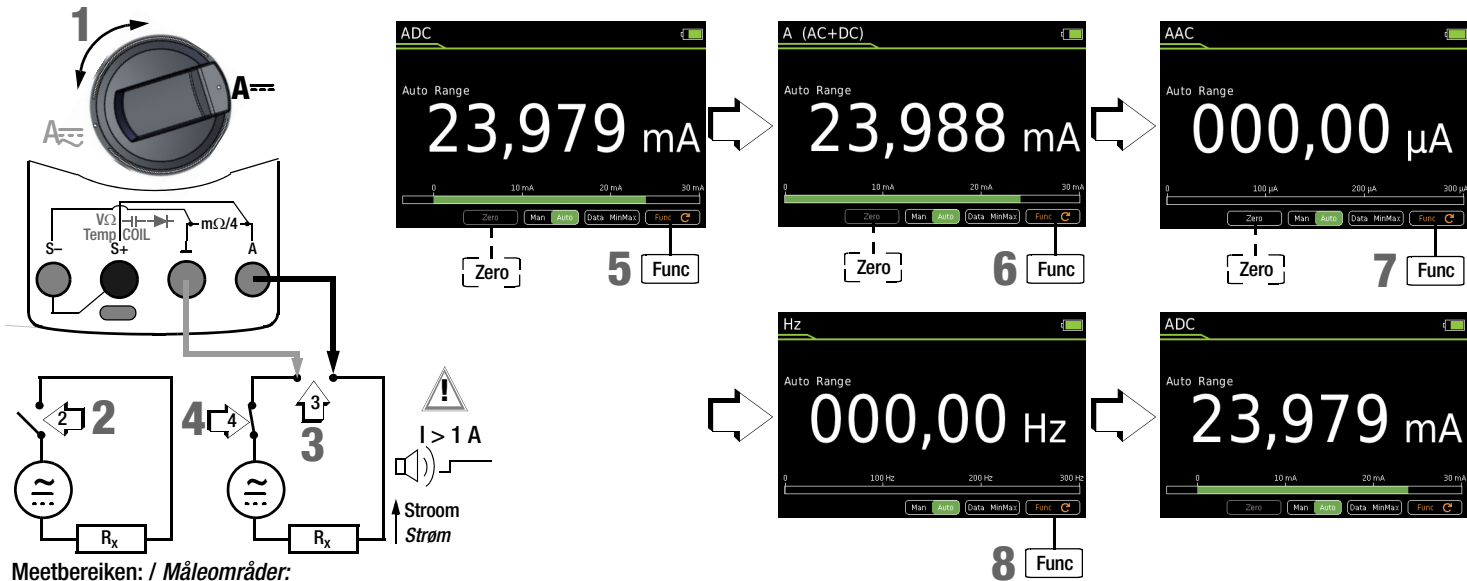 1
A⎓
A
VΩ
Temp COIL
mΩ/4
S–
S+
⊥
A
2
2
4
4
3
3
I > 1 A
Stroom
Strøm
RX
RX
Meetbereiken: / Måleområder:
ADC
Auto Range
23,979 mA
0 10 mA 20 mA 30 mA
Zero Man Auto Data MinMax Func
Zero
5 Func
A (AC+DC)
Auto Range
23,988 mA
0 10 mA 20 mA 30 mA
Zero Man Auto Data MinMax Func
Zero
6 Func
AAC
Auto Range
000,00 µA
0 100 µA 200 µA 300 µA
Zero Man Auto Data MinMax Func
Zero
7 Func
Hz
Auto Range
000,00 Hz
0 100 Hz 200 Hz 300 Hz
Man Auto Data MinMax Func
8 Func
ADC
Auto Range
23,979 mA
0 10 mA 20 mA 30 mA
Zero Man Auto Data MinMax Func